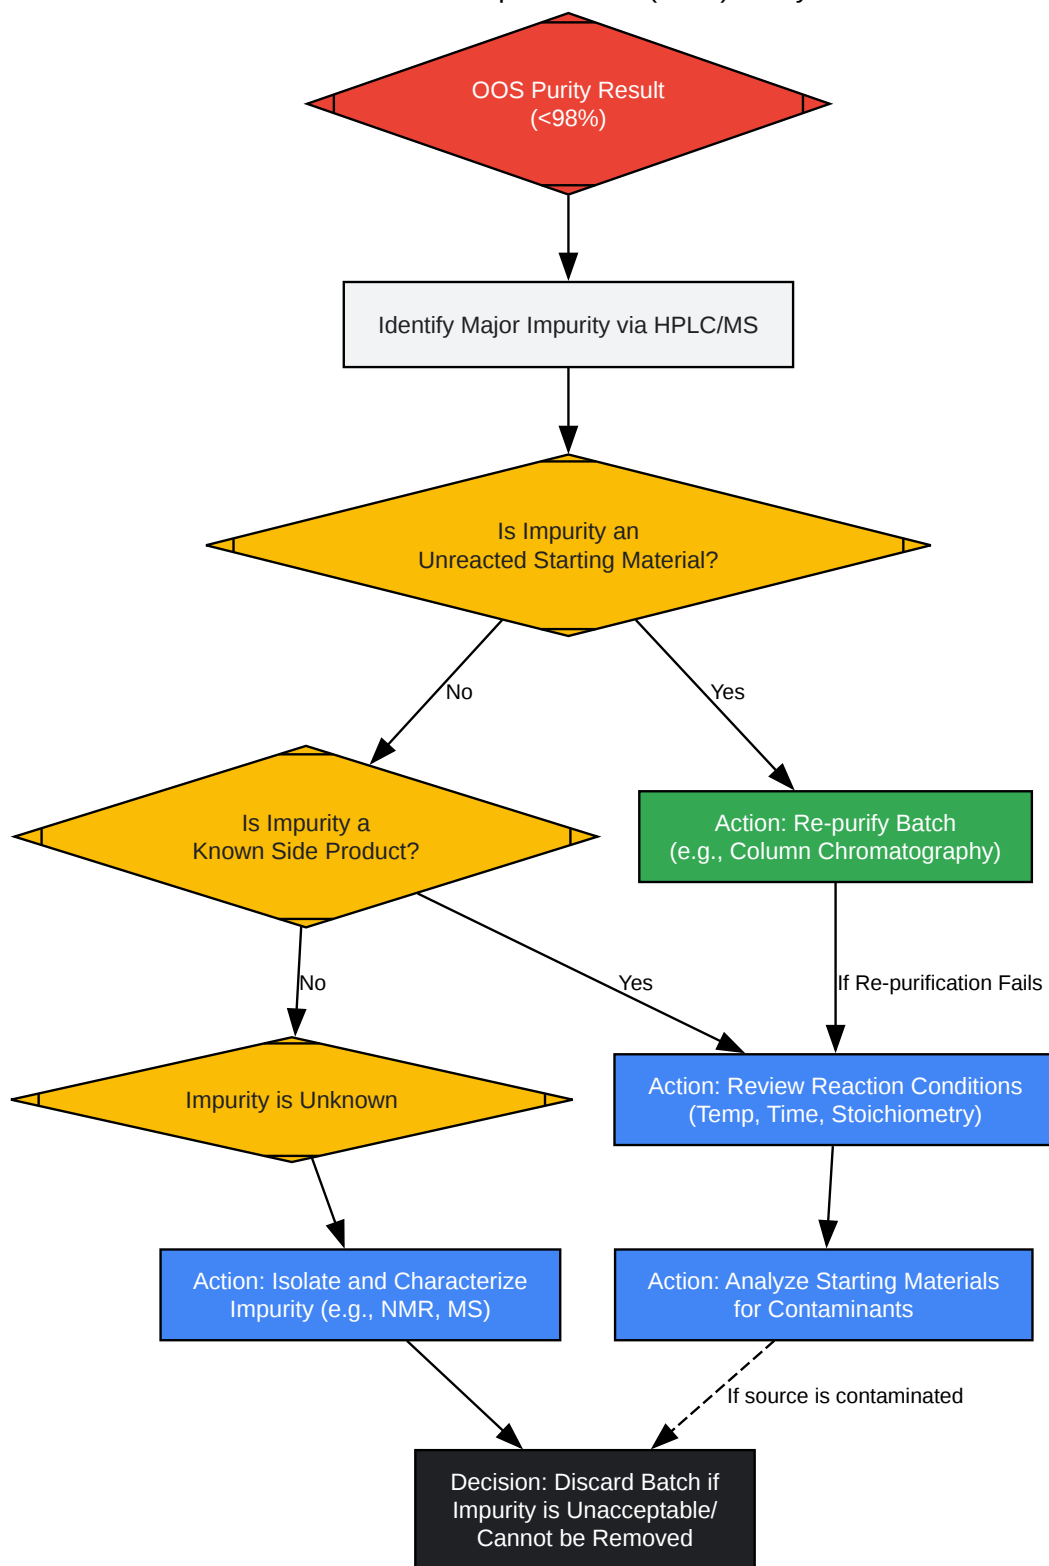 OOS Purity Result
(<98%)
Identify Major Impurity via HPLC/MS
Is Impurity an
Unreacted Starting Material?
No
Yes
Is Impurity a
Known Side Product?
Action: Re-purify Batch
(e.g., Column Chromatography)
No
Yes
If Re-purification Fails
Impurity is Unknown
Action: Review Reaction Conditions
(Temp, Time, Stoichiometry)
Action: Isolate and Characterize
Impurity (e.g., NMR, MS)
Action: Analyze Starting Materials
for Contaminants
If source is contaminated
Decision: Discard Batch if
Impurity is Unacceptable/
Cannot be Removed